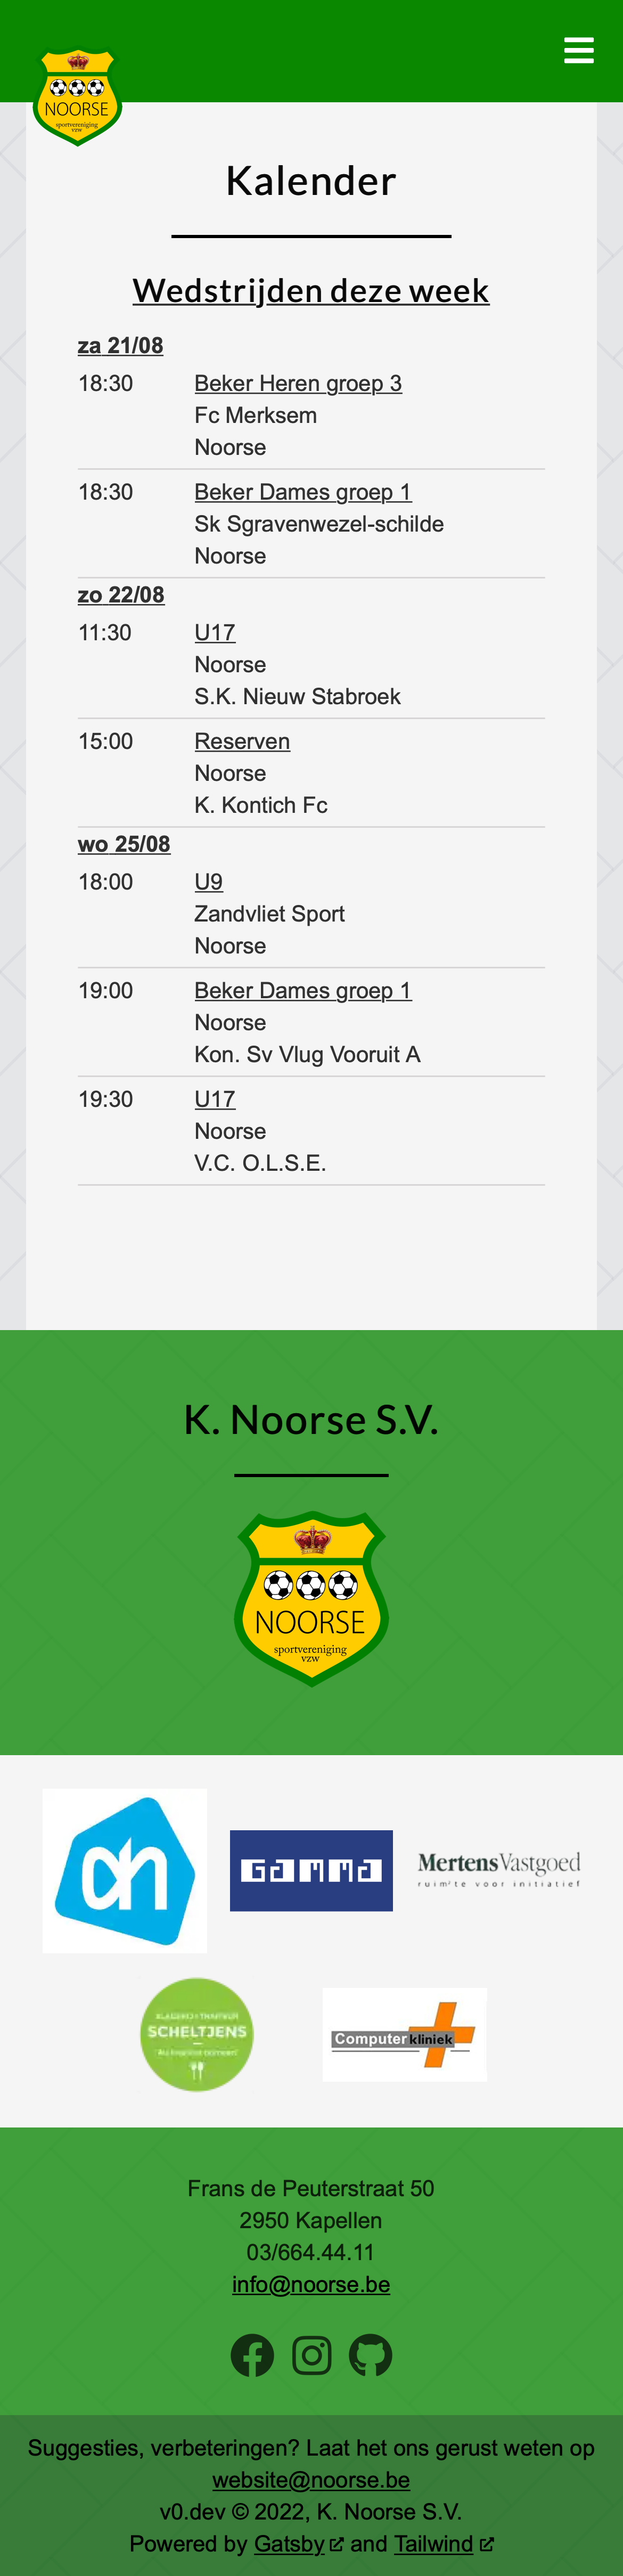 NOORSE
sportvereniging
vzw
Kalender
Wedstrijden deze week
za 21/08
18:30 Beker Heren groep 3
Fc Merksem
Noorse
18:30 Beker Dames groep 1
Sk Sgravenwezel-schilde
Noorse
zo 22/08
11:30 U17
Noorse
S.K. Nieuw Stabroek
15:00 Reserven
Noorse
K. Kontich Fc
wo 25/08
18:00 U9
Zandvliet Sport
Noorse
19:00 Beker Dames groep 1
Noorse
Kon. Sv Vlug Vooruit A
19:30 U17
Noorse
V.C. O.L.S.E.
K. Noorse S.V.
NOORSE
sportvereniging
vzw
ah
GAMMA
MertensVastgoed
ruimte voor initiatief
SCHELTJENS
Computerkliniek
Frans de Peuterstraat 50
2950 Kapellen
03/664.44.11
info@noorse.be
Suggesties, verbeteringen? Laat het ons gerust weten op
website@noorse.be
v0.dev © 2022, K. Noorse S.V.
Powered by Gatsby and Tailwind